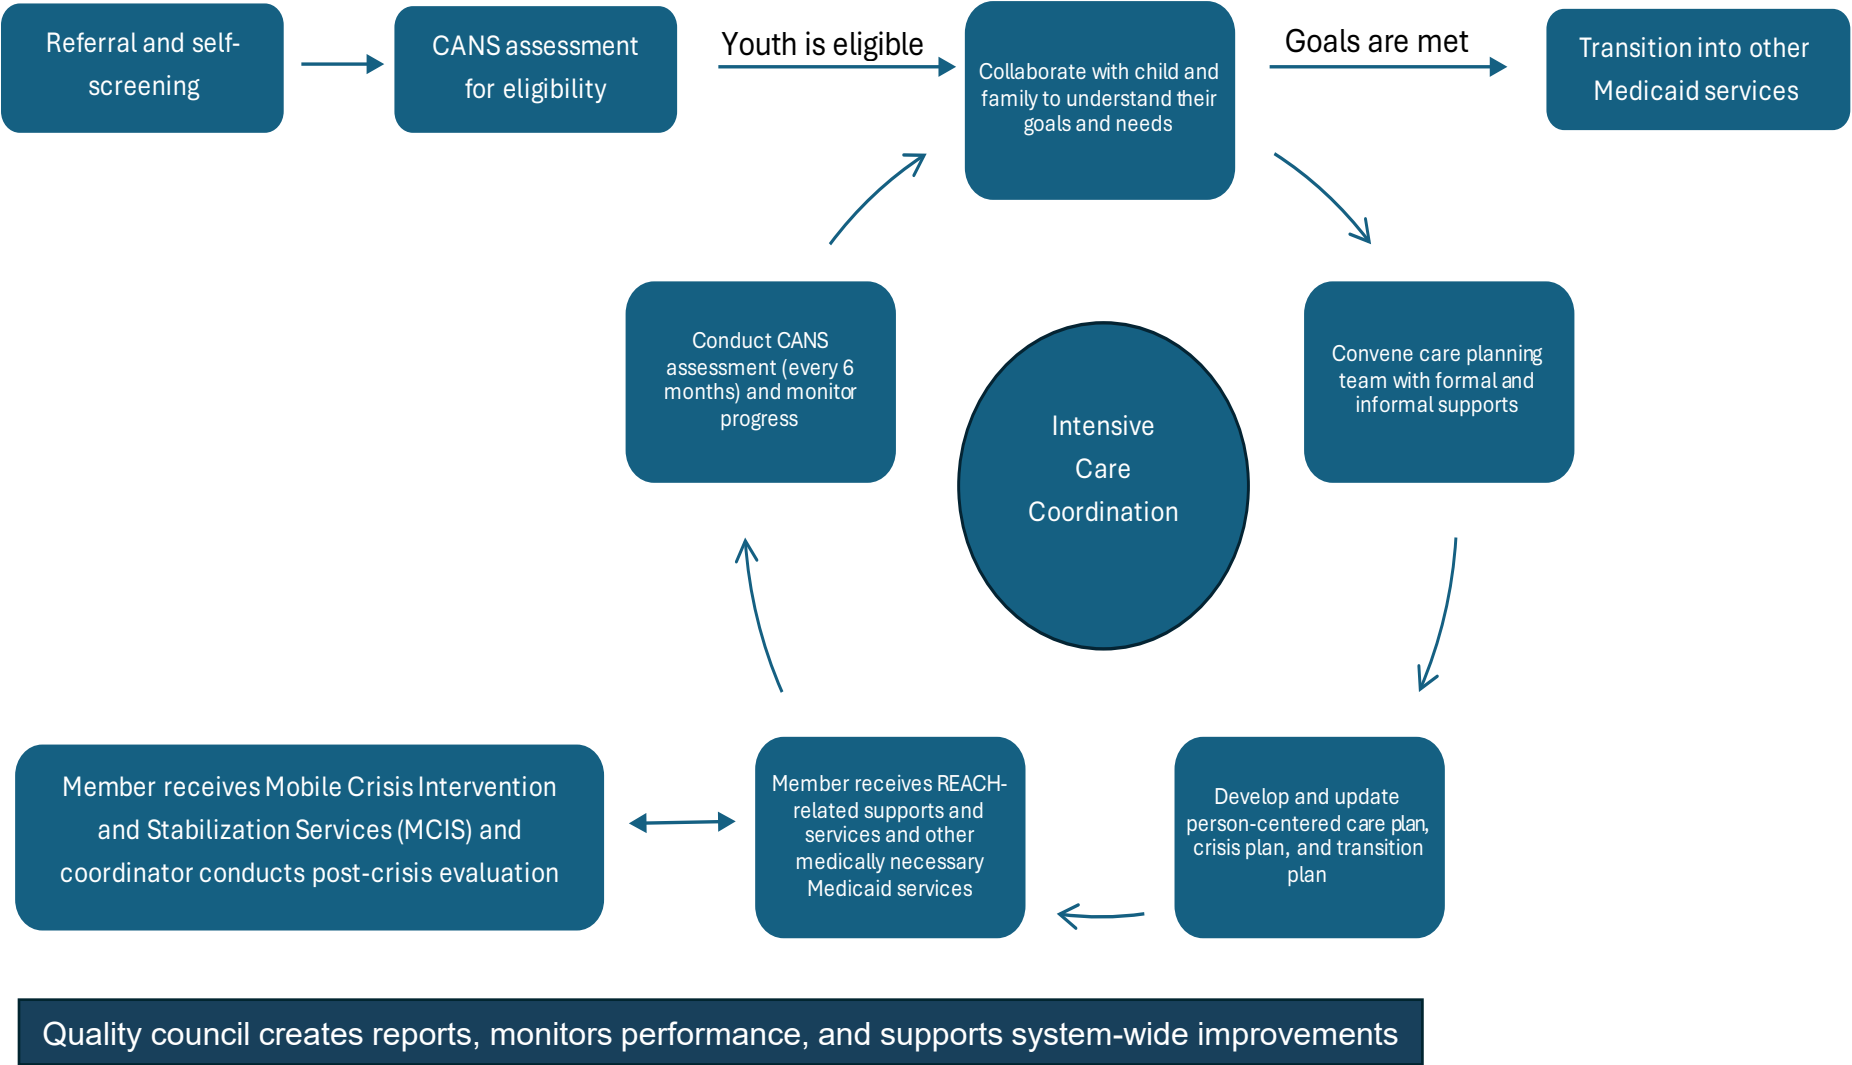 Referral and self-
screening
CANS assessment
for eligibility
Youth is eligible
Collaborate with child and
family to understand their
goals and needs
Goals are met
Transition into other
Medicaid services
Conduct CANS
assessment (every 6
months) and monitor
progress
Intensive
Care
Coordination
Convene care planning
team with formal and
informal supports
Member receives Mobile Crisis Intervention
and Stabilization Services (MCIS) and
coordinator conducts post-crisis evaluation
Member receives REACH-
related supports and
services and other
medically necessary
Medicaid services
Develop and update
person-centered care plan,
crisis plan, and transition
plan
Quality council creates reports, monitors performance, and supports system-wide improvements